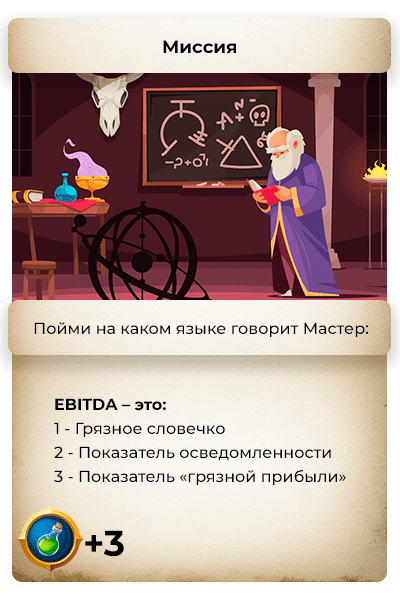 Миссия
A+N-
-?+о/-
Пойми на каком языке говорит Мастер:
EBITDA – это:
1 - Грязное словечко
2 - Показатель осведомленности
3 - Показатель «грязной прибыли»
+3